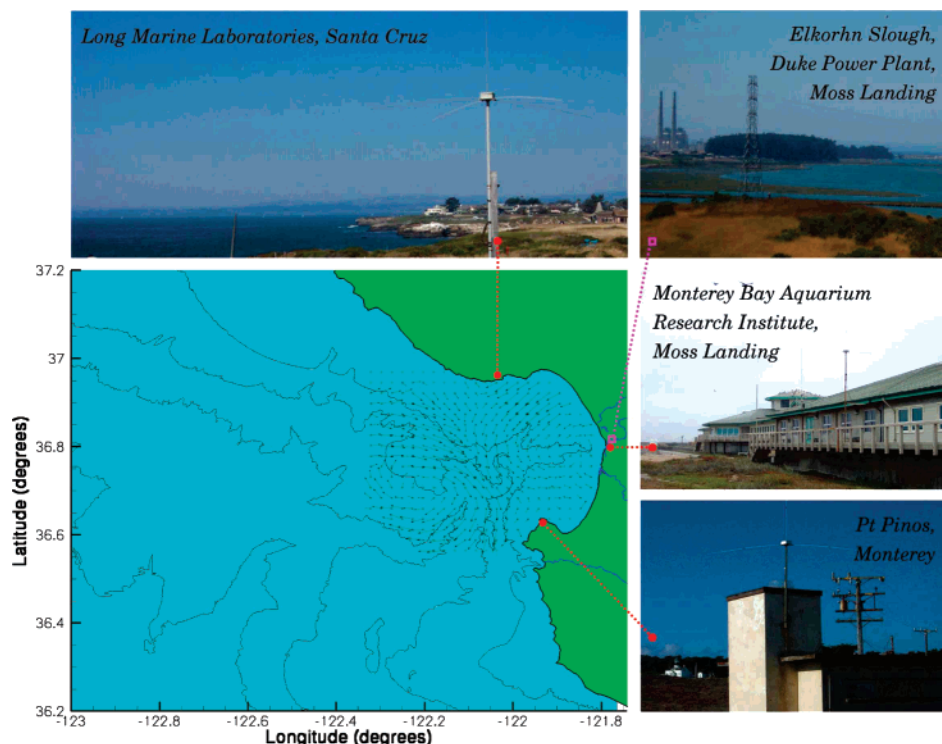 Long Marine Laboratories, Santa Cruz
Elkorhn Slough,
Duke Power Plant,
Moss Landing
Monterey Bay Aquarium
Research Institute,
Moss Landing
Pt Pinos,
Monterey
Latitude (degrees)
37.2
37
36.8
36.6
36.4
36.2
-123
-122.8
-122.6
-122.4
-122.2
-122
-121.8
Longitude (degrees)